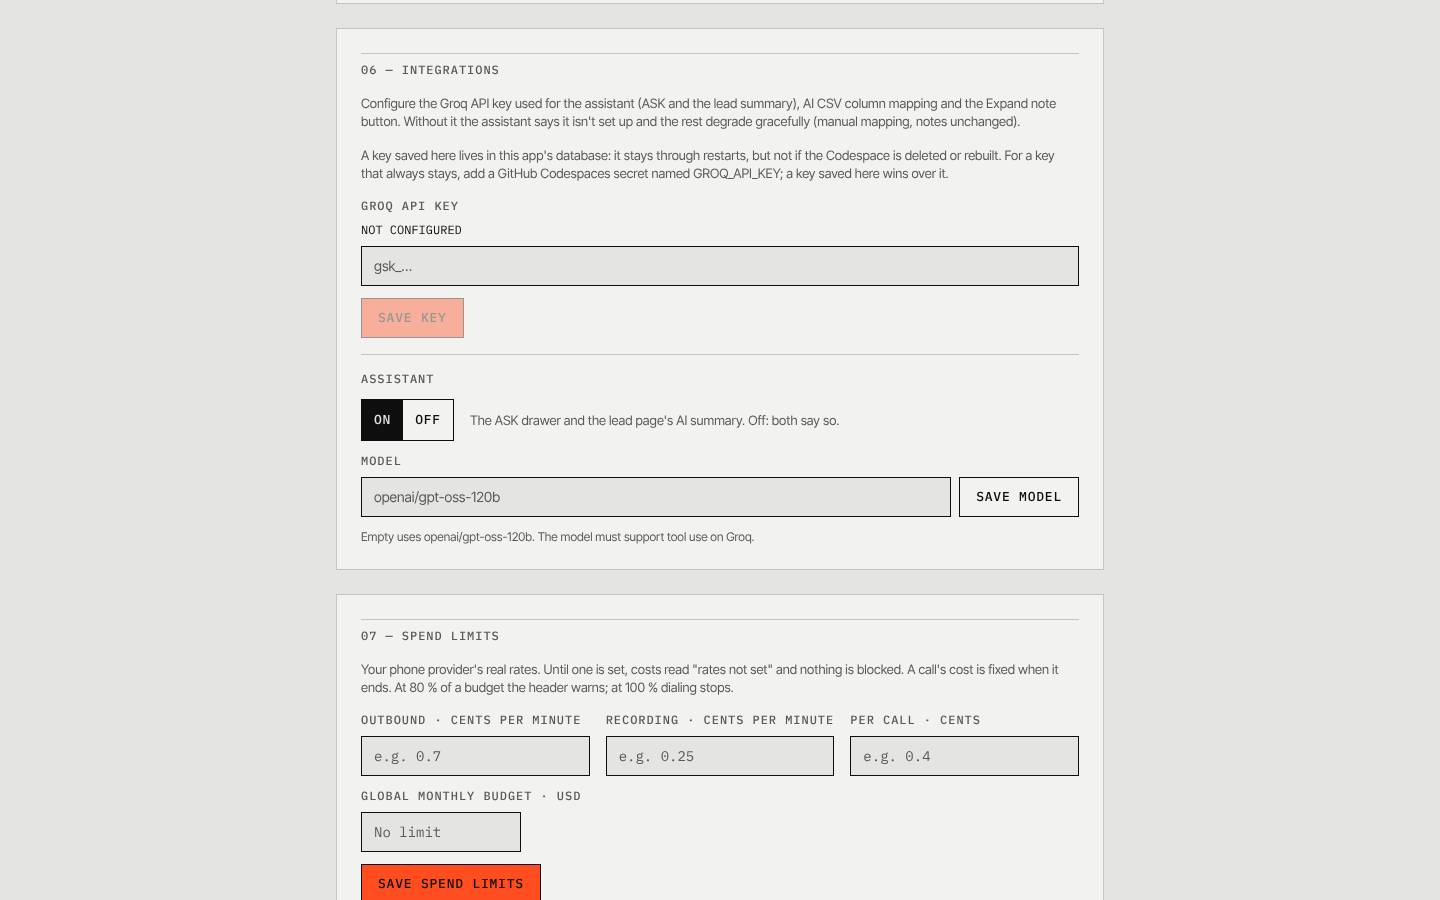 06 — INTEGRATIONS
Configure the Groq API key used for the assistant (ASK and the lead summary), AI CSV column mapping and the Expand note
button. Without it the assistant says it isn't set up and the rest degrade gracefully (manual mapping, notes unchanged).
A key saved here lives in this app's database: it stays through restarts, but not if the Codespace is deleted or rebuilt. For a key
that always stays, add a GitHub Codespaces secret named GROQ_API_KEY; a key saved here wins over it.
GROQ API KEY
NOT CONFIGURED
gsk_...
SAVE KEY
ASSISTANT
ON OFF The ASK drawer and the lead page's AI summary. Off: both say so.
MODEL
openai/gpt-oss-120b SAVE MODEL
Empty uses openai/gpt-oss-120b. The model must support tool use on Groq.
07 — SPEND LIMITS
Your phone provider's real rates. Until one is set, costs read "rates not set" and nothing is blocked. A call's cost is fixed when it
ends. At 80 % of a budget the header warns; at 100 % dialing stops.
OUTBOUND · CENTS PER MINUTE RECORDING · CENTS PER MINUTE PER CALL · CENTS
e.g. 0.7 e.g. 0.25 e.g. 0.4
GLOBAL MONTHLY BUDGET · USD
No limit
SAVE SPEND LIMITS